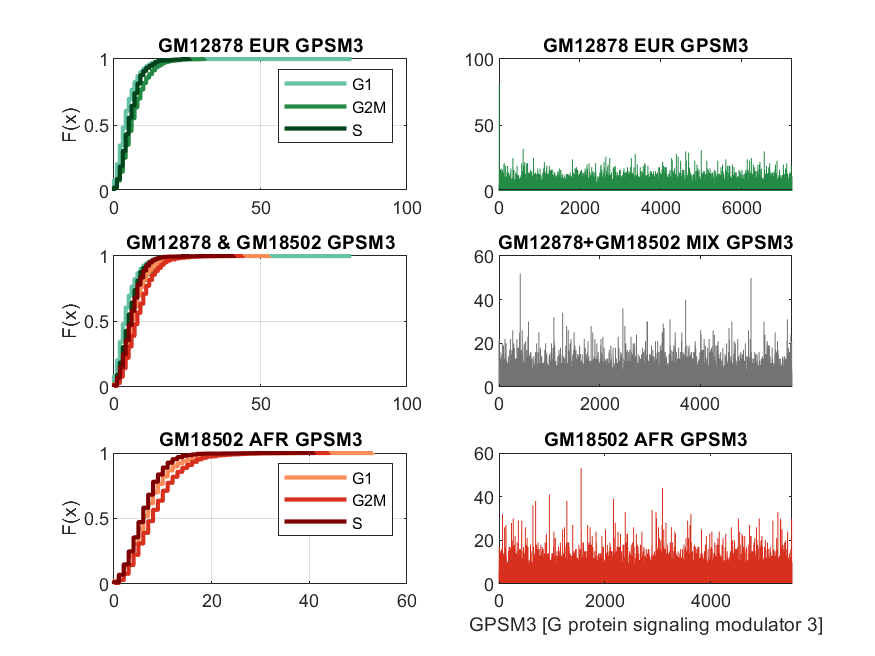 GM12878 EUR GPSM3
F(x)
1
0.5
0
0
50
100
G1
G2M
S
GM12878 EUR GPSM3
100
50
0
0
2000
4000
6000
GM12878 & GM18502 GPSM3
F(x)
1
0.5
0
0
50
100
GM12878+GM18502 MIX GPSM3
60
40
20
0
0
2000
4000
GM18502 AFR GPSM3
F(x)
1
0.5
0
0
20
40
60
G1
G2M
S
GM18502 AFR GPSM3
60
40
20
0
0
2000
4000
GPSM3 [G protein signaling modulator 3]